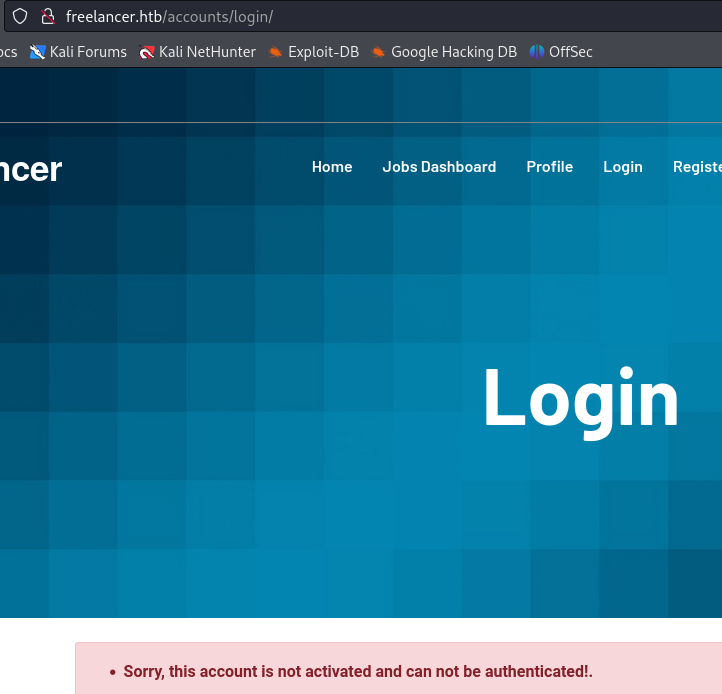 freelancer.htb/accounts/login/
ocs Kali Forums Kali NetHunter Exploit-DB Google Hacking DB OffSec
ncer Home Jobs Dashboard Profile Login Registe
Login
• Sorry, this account is not activated and can not be authenticated!.